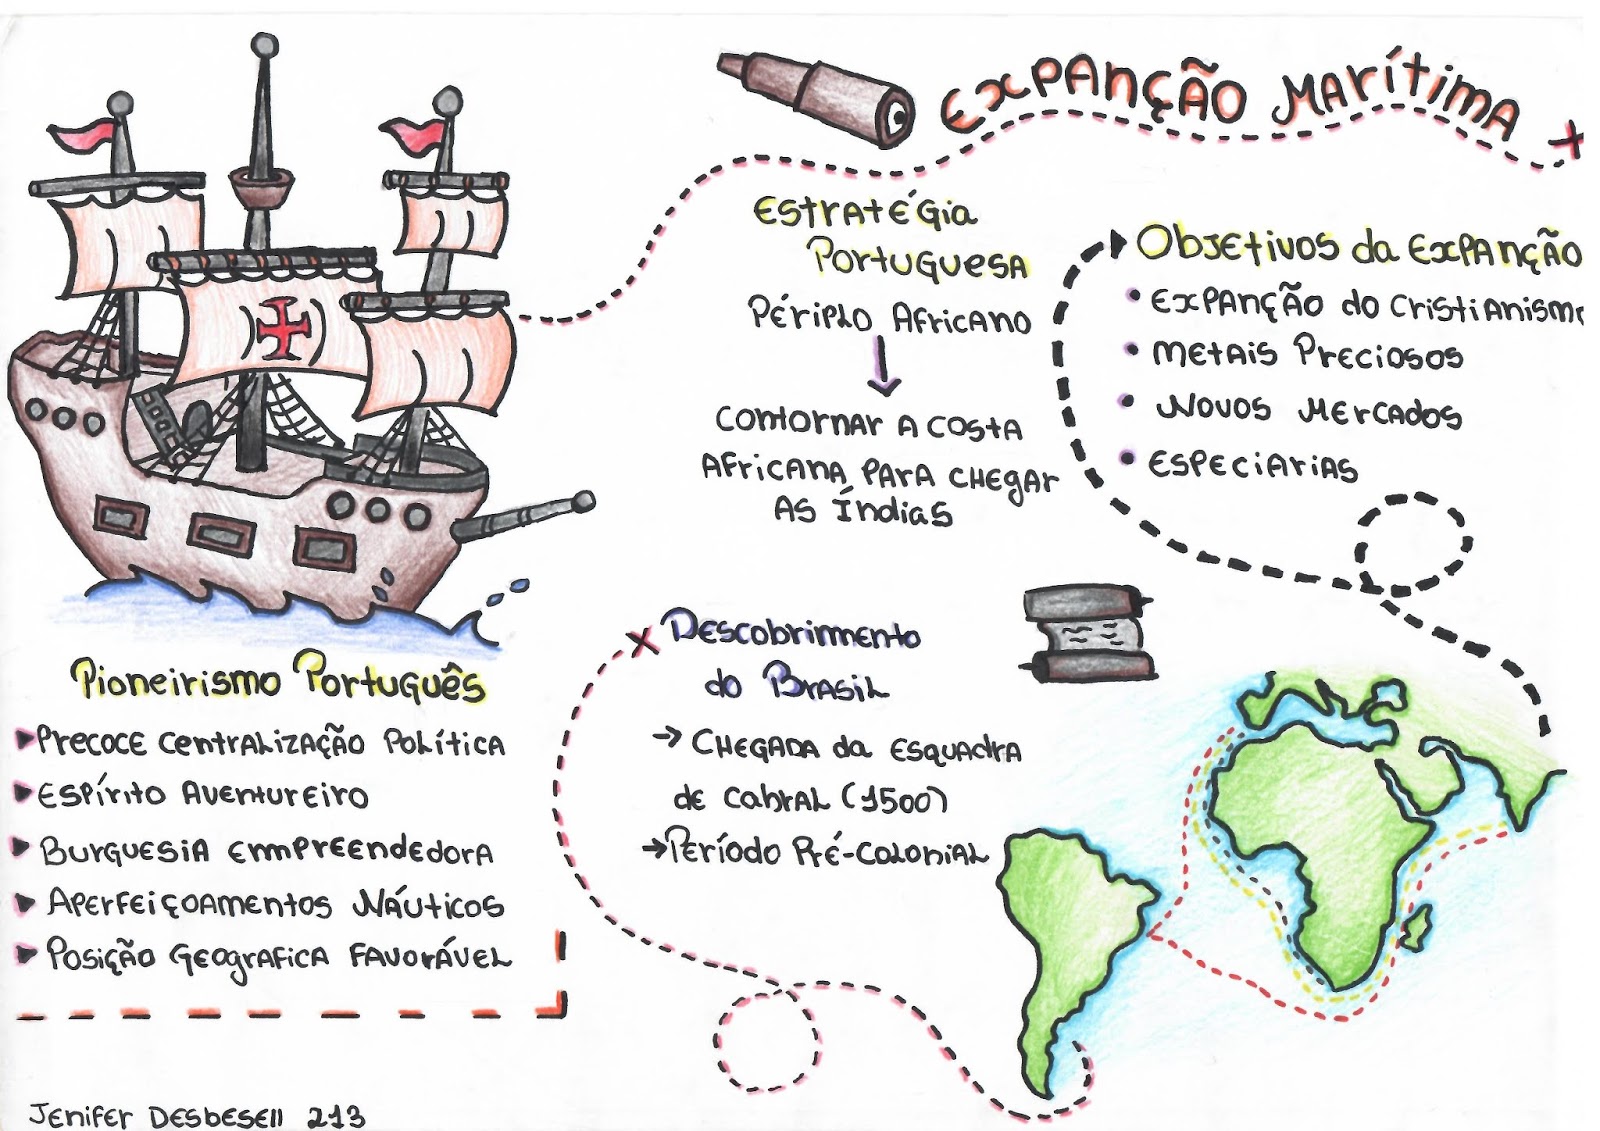 Expanção Marítima
Estratégia
Portuguesa
Périplo Africano
Contornar a costa
Africana para chegar
as Índias
Objetivos da Expanção
Expanção do Cristianismo
Metais Preciosos
Novos Mercados
Especiarias
Pioneirismo Português
Precoce Centralização Política
Espírito Aventureiro
Burguesia Empreendedora
Aperfeiçoamentos Náuticos
Posição Geografica Favorável
Descobrimento
do Brasil
→ Chegada da Esquadra
de Cabral (1500)
→ Período Pré-Colonial
Jenifer Desbesell 213